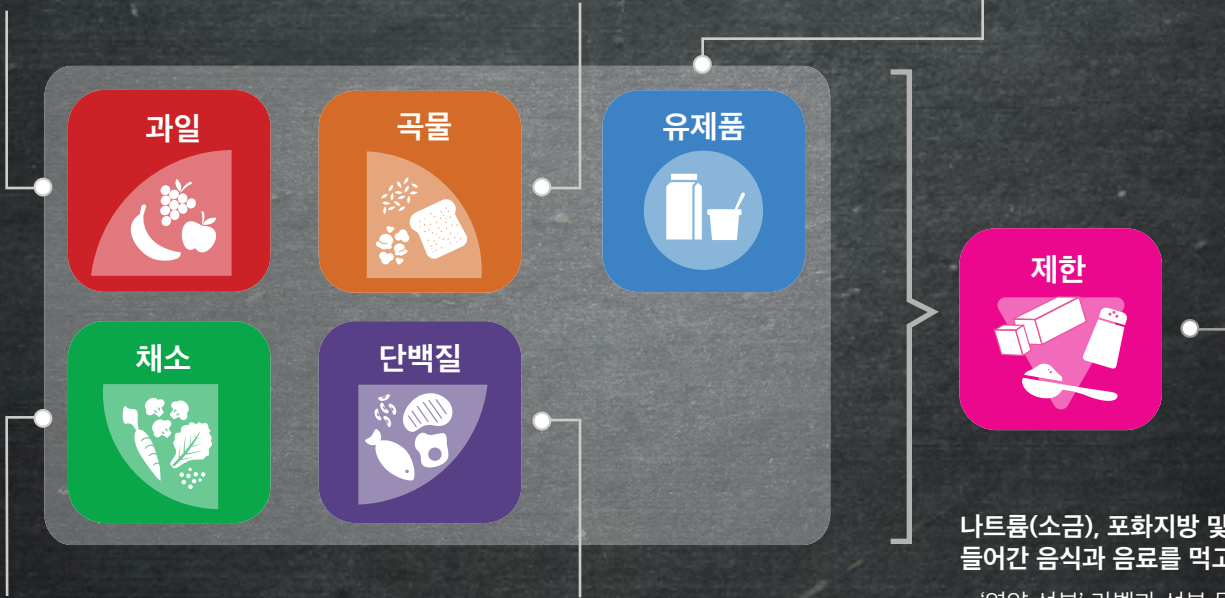 과일
곡물
유제품
제한
채소
단백질
나트륨(소금), 포화지방 및
들어간 음식과 음료를 먹고